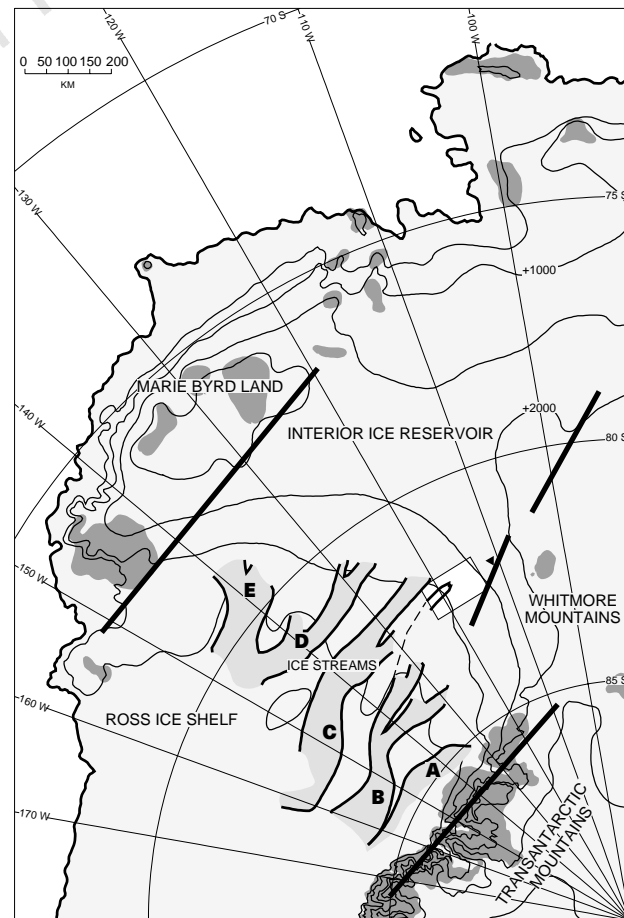 120 W
70 S
110 W
100 W
0 50 100 150 200
KM
130 W
75 S
+1000
MARIE BYRD LAND
+2000
140 W
INTERIOR ICE RESERVOIR
80 S
150 W
E
WHITMORE
MOUNTAINS
D
ICE STREAMS
85 S
160 W
ROSS ICE SHELF
C
A
B
170 W
TRANSANTARCTIC
MOUNTAINS